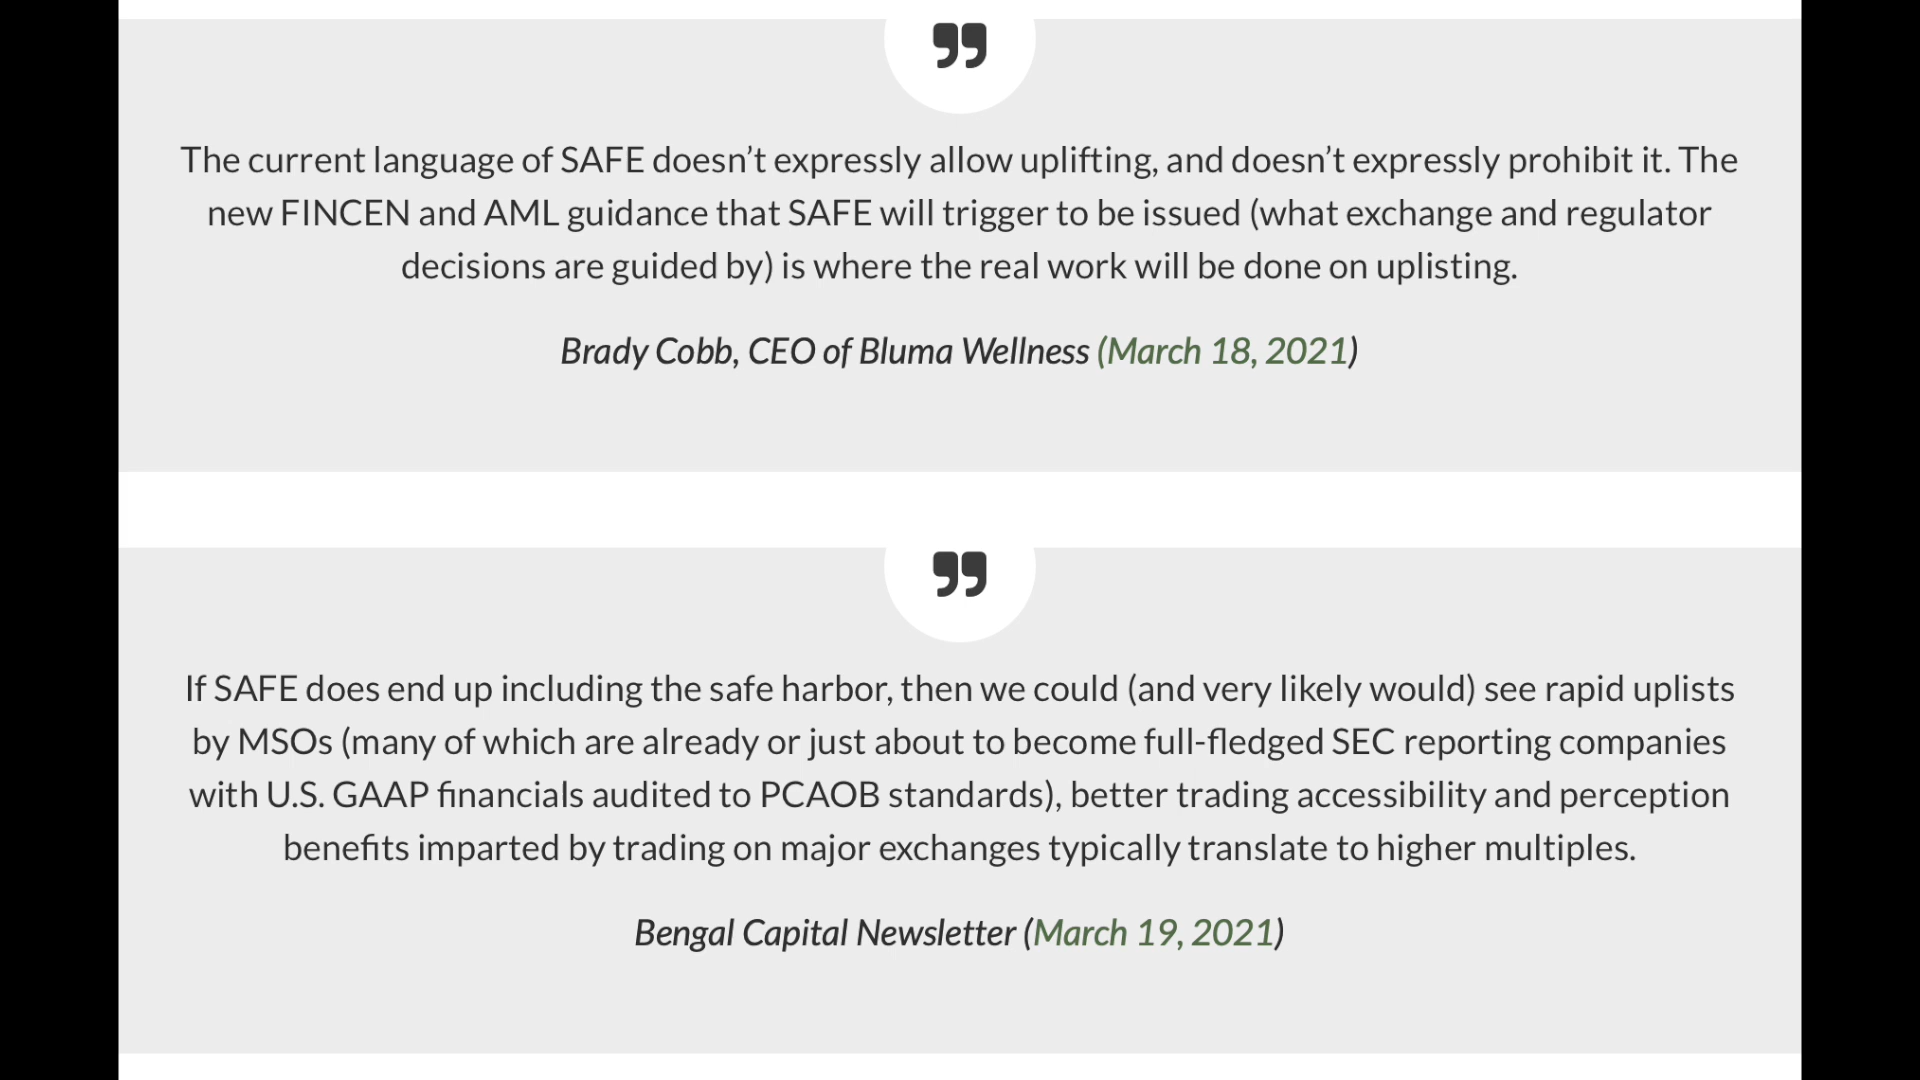 ”
The current language of SAFE doesn’t expressly allow uplifting, and doesn’t expressly prohibit it. The
new FINCEN and AML guidance that SAFE will trigger to be issued (what exchange and regulator
decisions are guided by) is where the real work will be done on uplisting.
Brady Cobb, CEO of Bluma Wellness (March 18, 2021)
”
If SAFE does end up including the safe harbor, then we could (and very likely would) see rapid uplists
by MSOs (many of which are already or just about to become full-fledged SEC reporting companies
with U.S. GAAP financials audited to PCAOB standards), better trading accessibility and perception
benefits imparted by trading on major exchanges typically translate to higher multiples.
Bengal Capital Newsletter (March 19, 2021)